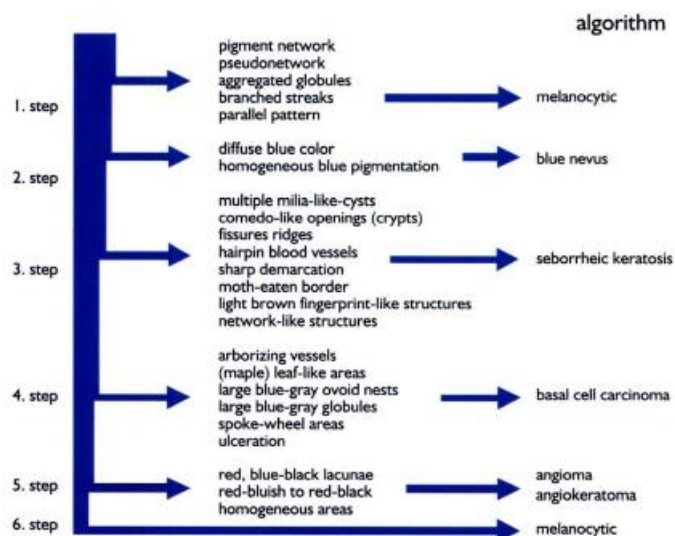 algorithm
1. step
pigment network
pseudonetwork
aggregated globules
branched streaks
parallel pattern
melanocytic
2. step
diffuse blue color
homogeneous blue pigmentation
blue nevus
3. step
multiple milia-like-cysts
comedo-like openings (crypts)
fissures ridges
hairpin blood vessels
sharp demarcation
moth-eaten border
light brown fingerprint-like structures
network-like structures
seborrheic keratosis
4. step
arborizing vessels
(maple) leaf-like areas
large blue-gray ovoid nests
large blue-gray globules
spoke-wheel areas
ulceration
basal cell carcinoma
5. step
red, blue-black lacunae
red-bluish to red-black
homogeneous areas
angioma
angiokeratoma
6. step
melanocytic